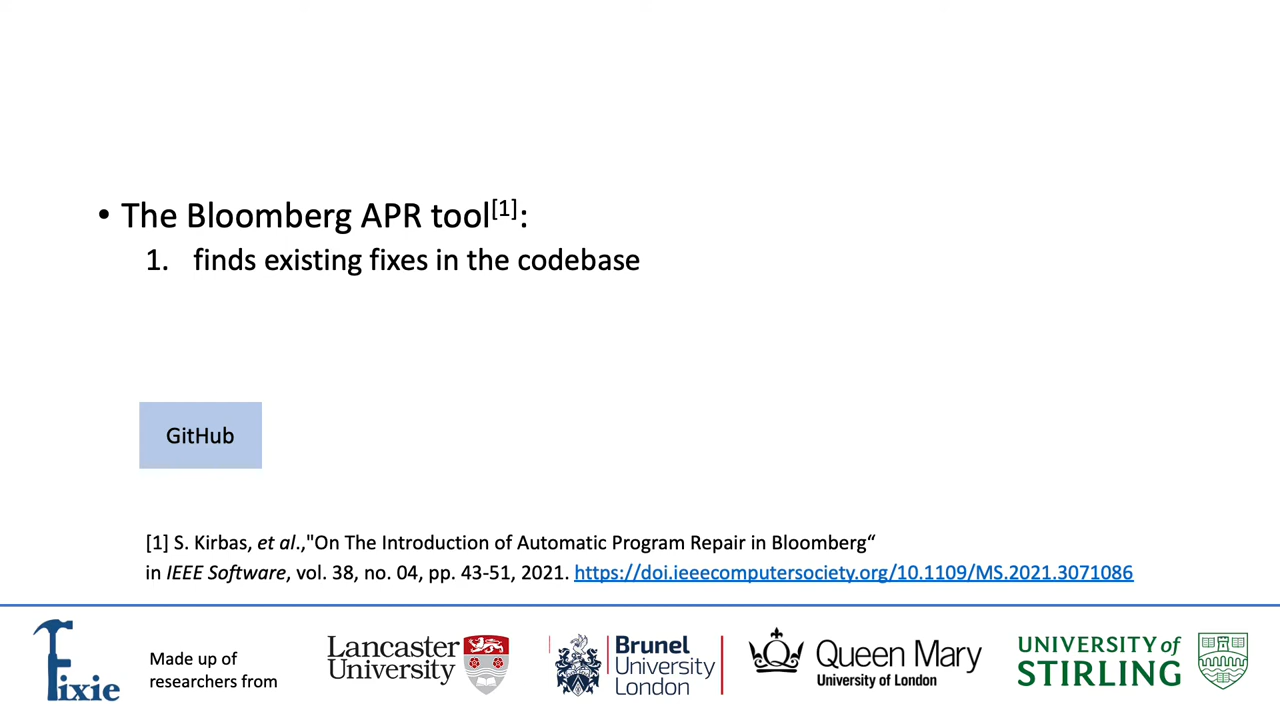 • The Bloomberg APR tool[1]:
1. finds existing fixes in the codebase
GitHub
[1] S. Kirbas, et al.,"On The Introduction of Automatic Program Repair in Bloomberg“
in IEEE Software, vol. 38, no. 04, pp. 43-51, 2021. https://doi.ieeecomputersociety.org/10.1109/MS.2021.3071086
Fixie
Made up of
researchers from
Lancaster
University
Brunel
University
London
Queen Mary
University of London
UNIVERSITY of
STIRLING